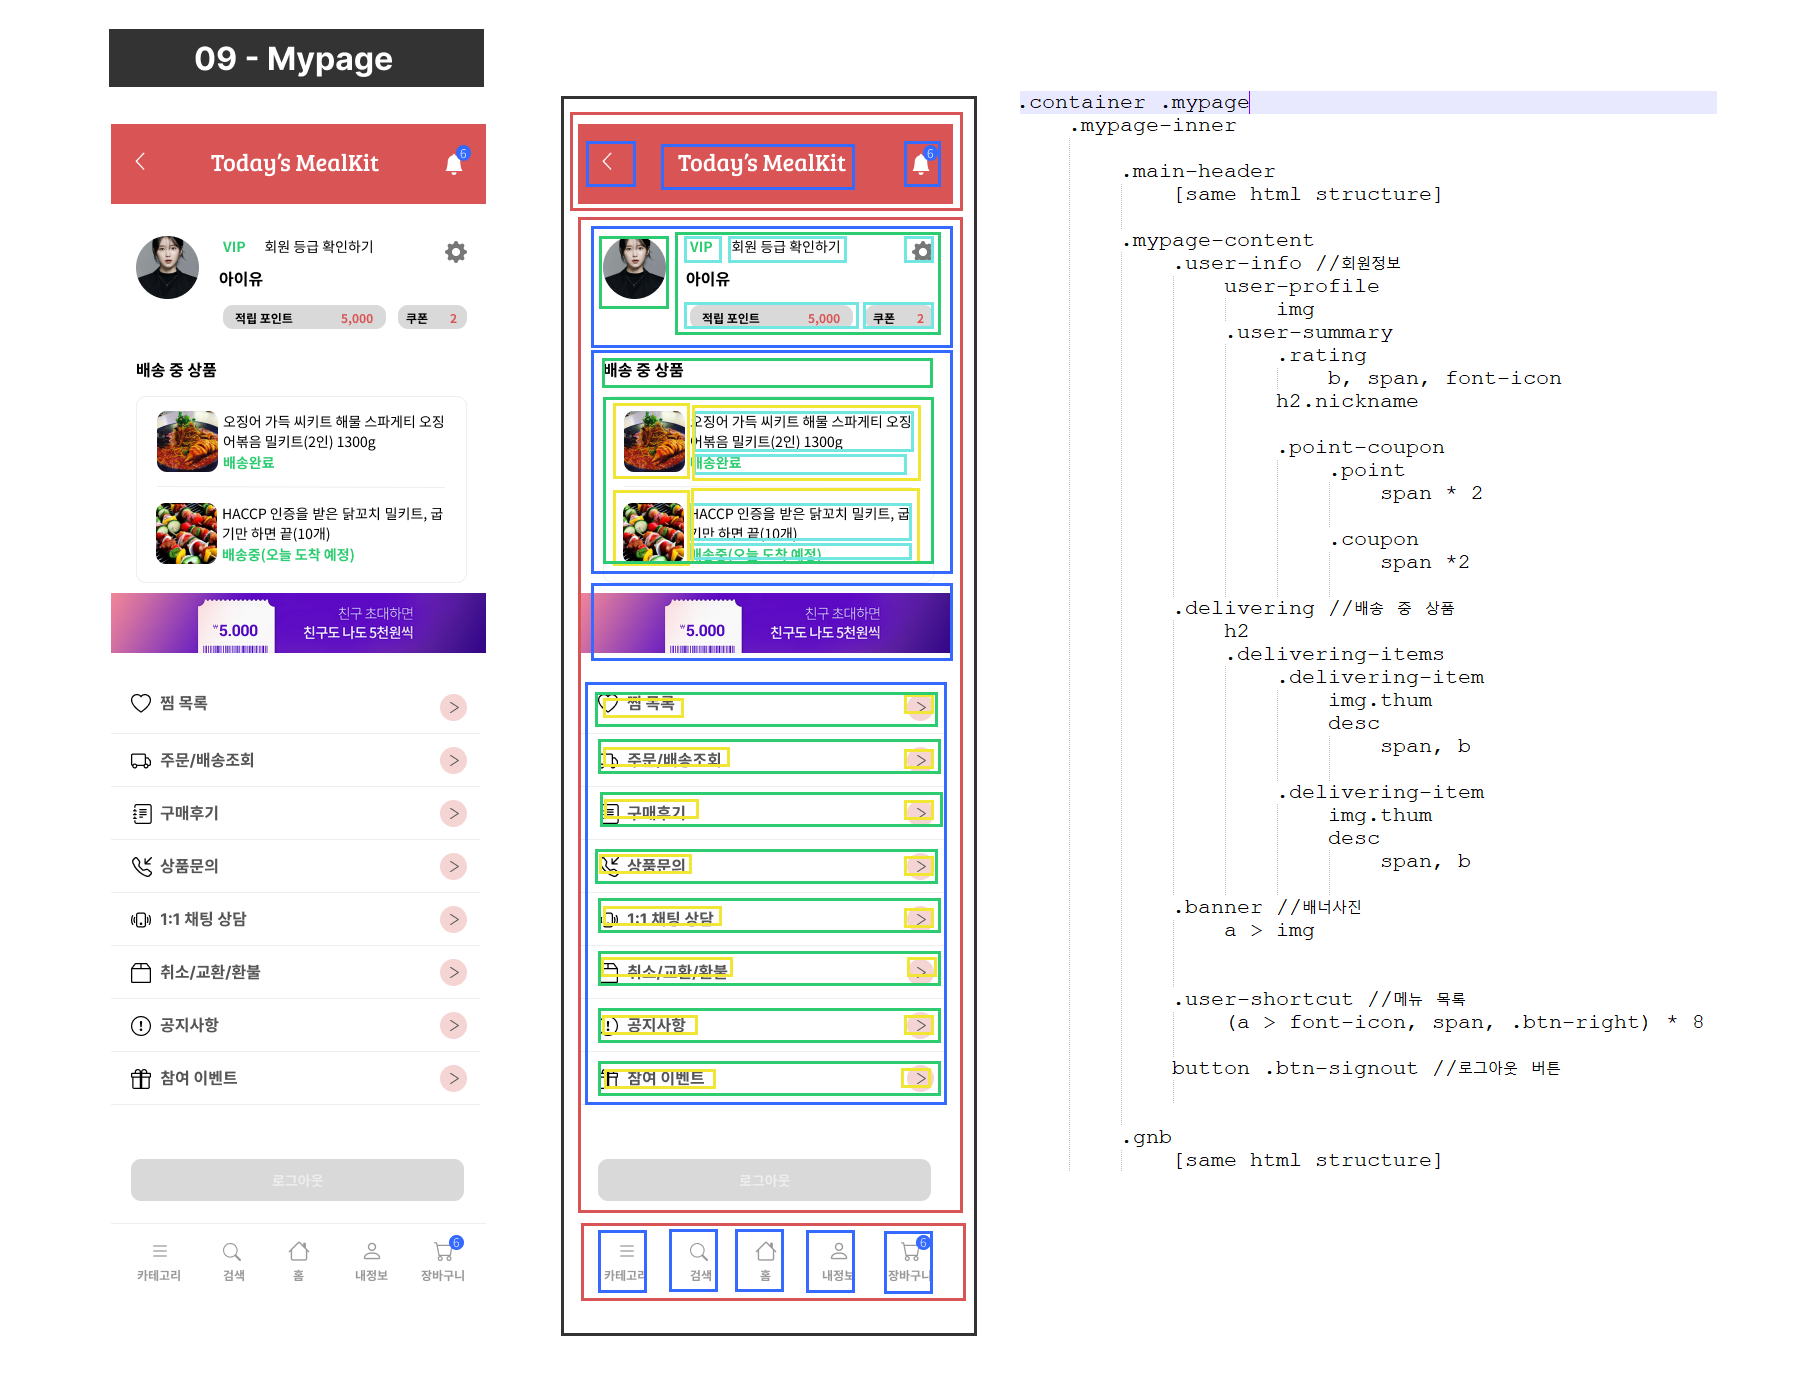 09 - Mypage
Today's MealKit
6
VIP 회원 등급 확인하기
아이유
적립 포인트 5,000 쿠폰 2
배송 중 상품
오징어 가득 씨키트 해물 스파게티 오징
어볶음 밀키트(2인) 1300g
배송완료
HACCP 인증을 받은 닭꼬치 밀키트, 굽
기만 하면 끝(10개)
배송중(오늘 도착 예정)
₩5.000
친구 초대하면
친구도 나도 5천원씩
찜 목록 >
주문/배송조회 >
구매후기 >
상품문의 >
1:1 채팅 상담 >
취소/교환/환불 >
공지사항 >
참여 이벤트 >
로그아웃
6
카테고리 검색 홈 내정보 장바구니
Today's MealKit
6
VIP 회원 등급 확인하기
아이유
적립 포인트 5,000 쿠폰 2
배송 중 상품
오징어 가득 씨키트 해물 스파게티 오징
어볶음 밀키트(2인) 1300g
배송완료
HACCP 인증을 받은 닭꼬치 밀키트, 굽
기만 하면 끝(10개)
배송중(오늘 도착 예정)
₩5.000
친구 초대하면
친구도 나도 5천원씩
찜 목록 >
주문/배송조회 >
구매후기 >
상품문의 >
1:1 채팅 상담 >
취소/교환/환불 >
공지사항 >
참여 이벤트 >
로그아웃
6
카테고리 검색 홈 내정보 장바구니
.container .mypage
.mypage-inner
.main-header
[same html structure]
.mypage-content
.user-info //회원정보
user-profile
img
.user-summary
.rating
b, span, font-icon
h2.nickname
.point-coupon
.point
span * 2
.coupon
span *2
.delivering //배송 중 상품
h2
.delivering-items
.delivering-item
img.thum
desc
span, b
.delivering-item
img.thum
desc
span, b
.banner //배너사진
a > img
.user-shortcut //메뉴 목록
(a > font-icon, span, .btn-right) * 8
button .btn-signout //로그아웃 버튼
.gnb
[same html structure]